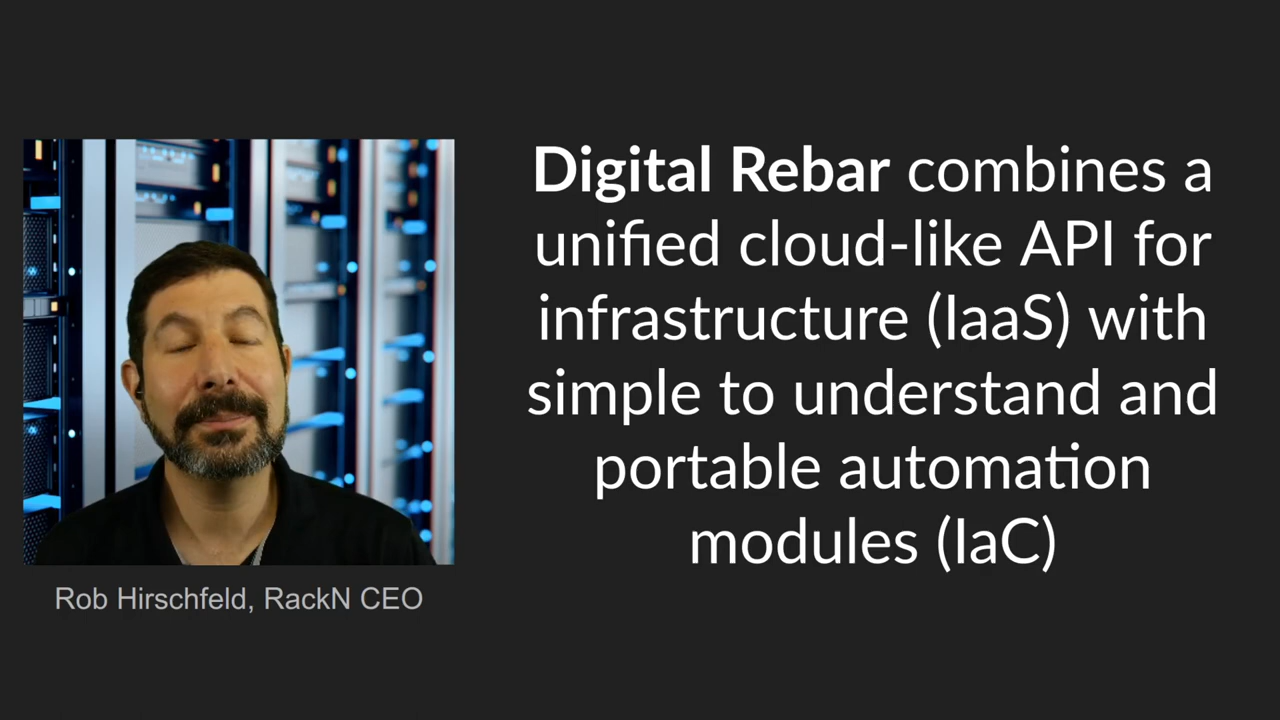 Digital Rebar combines a
unified cloud-like API for
infrastructure (IaaS) with
simple to understand and
portable automation
modules (IaC)
Rob Hirschfeld, RackN CEO